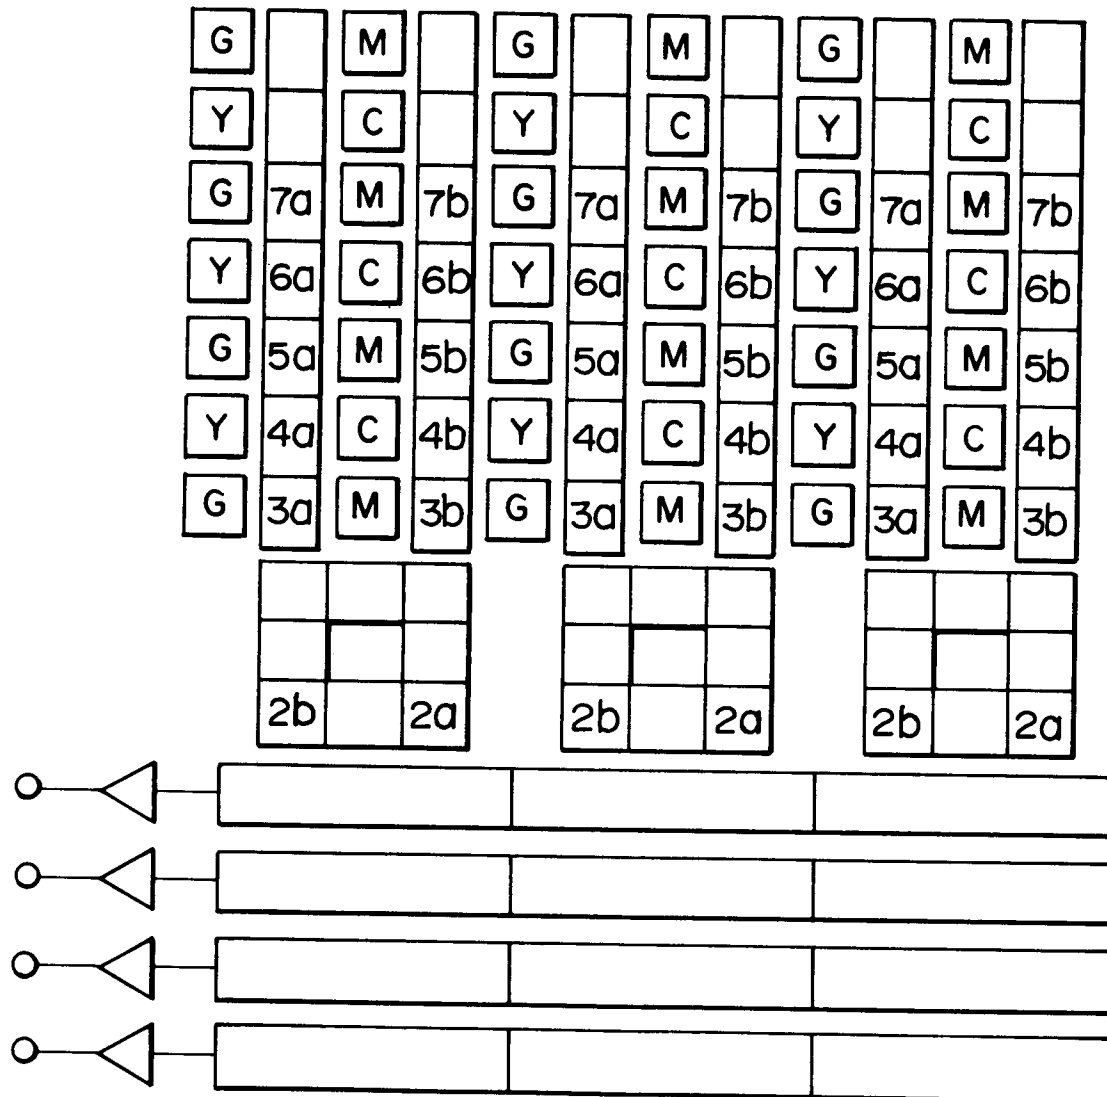 G M G M G M
Y C Y C Y C
G 7a M 7b G 7a M 7b G 7a M 7b
Y 6a C 6b Y 6a C 6b Y 6a C 6b
G 5a M 5b G 5a M 5b G 5a M 5b
Y 4a C 4b Y 4a C 4b Y 4a C 4b
G 3a M 3b G 3a M 3b G 3a M 3b
2b 2a 2b 2a 2b 2a